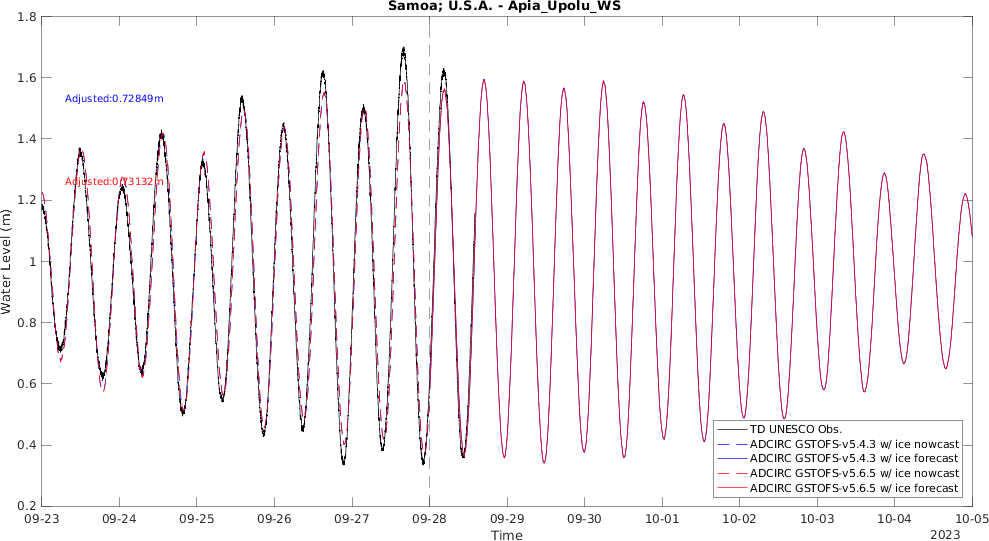 Samoa; U.S.A. - Apia_Upolu_WS
1.8
1.6
1.4
1.2
1
0.8
0.6
0.4
0.2
Water Level (m)
Adjusted:0.72849m
Adjusted:0.73132m
TD UNESCO Obs.
ADCIRC GSTOFS-v5.4.3 w/ ice nowcast
ADCIRC GSTOFS-v5.4.3 w/ ice forecast
ADCIRC GSTOFS-v5.6.5 w/ ice nowcast
ADCIRC GSTOFS-v5.6.5 w/ ice forecast
09-23 09-24 09-25 09-26 09-27 09-28 09-29 09-30 10-01 10-02 10-03 10-04 10-05
Time
2023